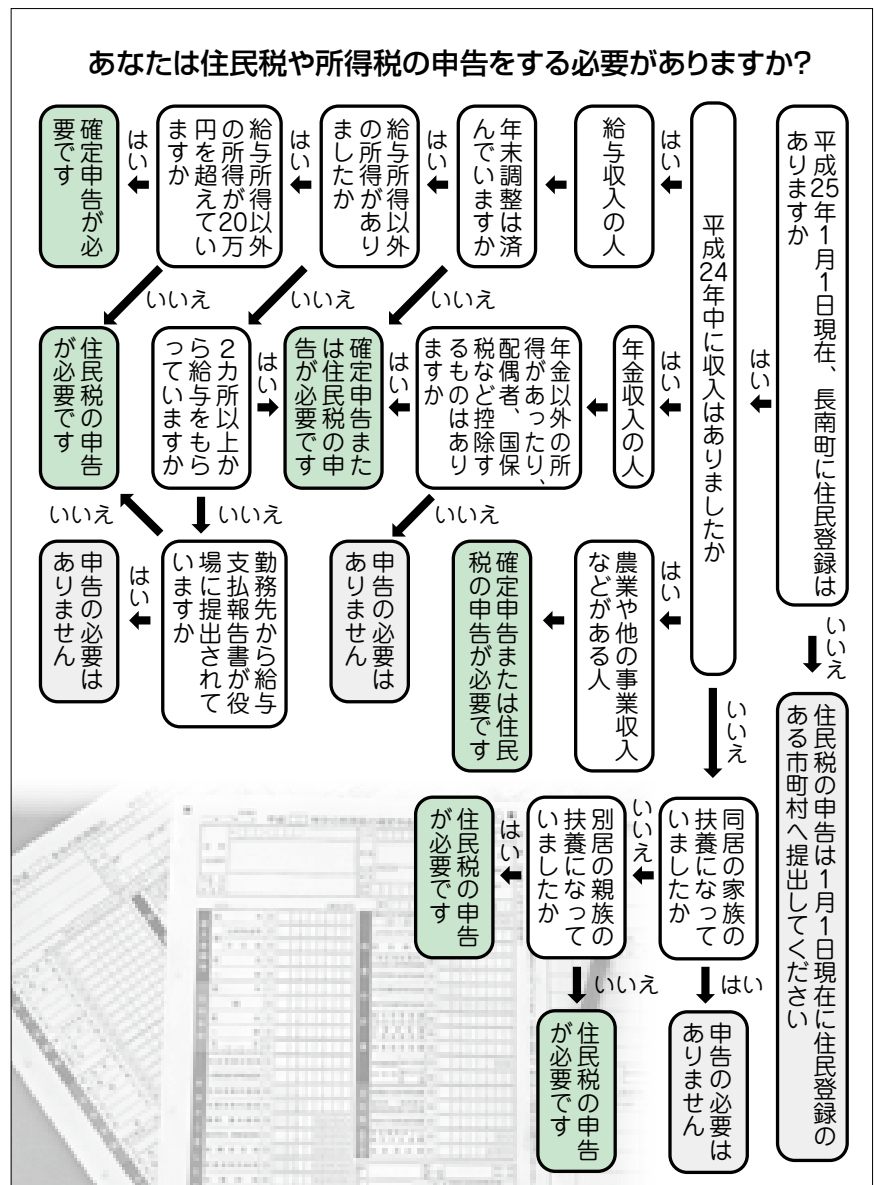 あなたは住民税や所得税の申告をする必要がありますか?
平成25年1月1日現在、長南町に住民登録は
ありますか
はい
いいえ
住民税の申告は1月1日現在に住民登録の
ある市町村へ提出してください
平成24年中に収入はありましたか
はい
はい
はい
いいえ
給与収入の人
年末調整は済
んでいますか
はい
いいえ
給与所得以外
の所得があり
ましたか
はい
いいえ
給与所得以外
の所得が20万
円を超えてい
ますか
はい
いいえ
確定申告が必
要です
年金収入の人
年金以外の所
得があったり、
配偶者、国保
税など控除す
るものはあり
ますか
はい
いいえ
確定申告また
は住民税の申
告が必要です
はい
2カ所以上か
ら給与をもら
っていますか
いいえ
住民税の申告
が必要です
申告の必要は
ありません
勤務先から給与
支払報告書が役
場に提出されて
いますか
はい
いいえ
申告の必要は
ありません
農業や他の事業収入
などがある人
確定申告または住民
税の申告が必要です
同居の家族の
扶養になって
いましたか
はい
いいえ
申告の必要は
ありません
別居の親族の
扶養になって
いましたか
はい
いいえ
住民税の申告
が必要です
住民税の申告
が必要です